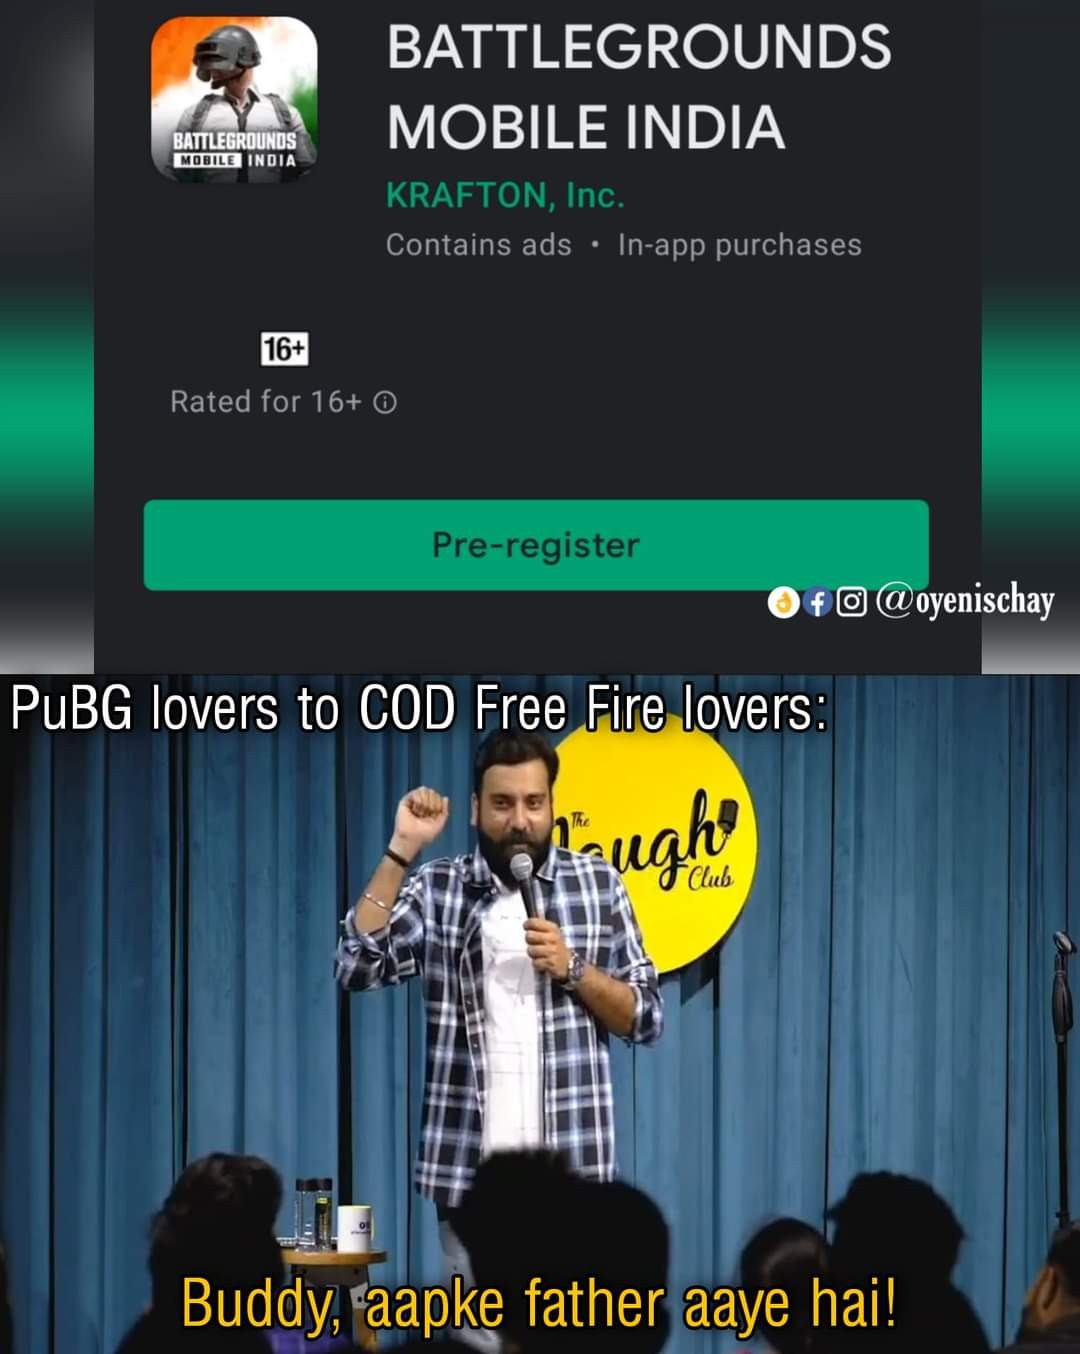 BATTLEGROUNDS
MOBILE INDIA
KRAFTON, Inc.
Contains ads • In-app purchases
BATTLEGROUNDS
MOBILE INDIA
16+
Rated for 16+
Pre-register
@oyenischay
PuBG lovers to COD Free Fire lovers:
The
Laugh
Club
Buddy, aapke father aaye hai!